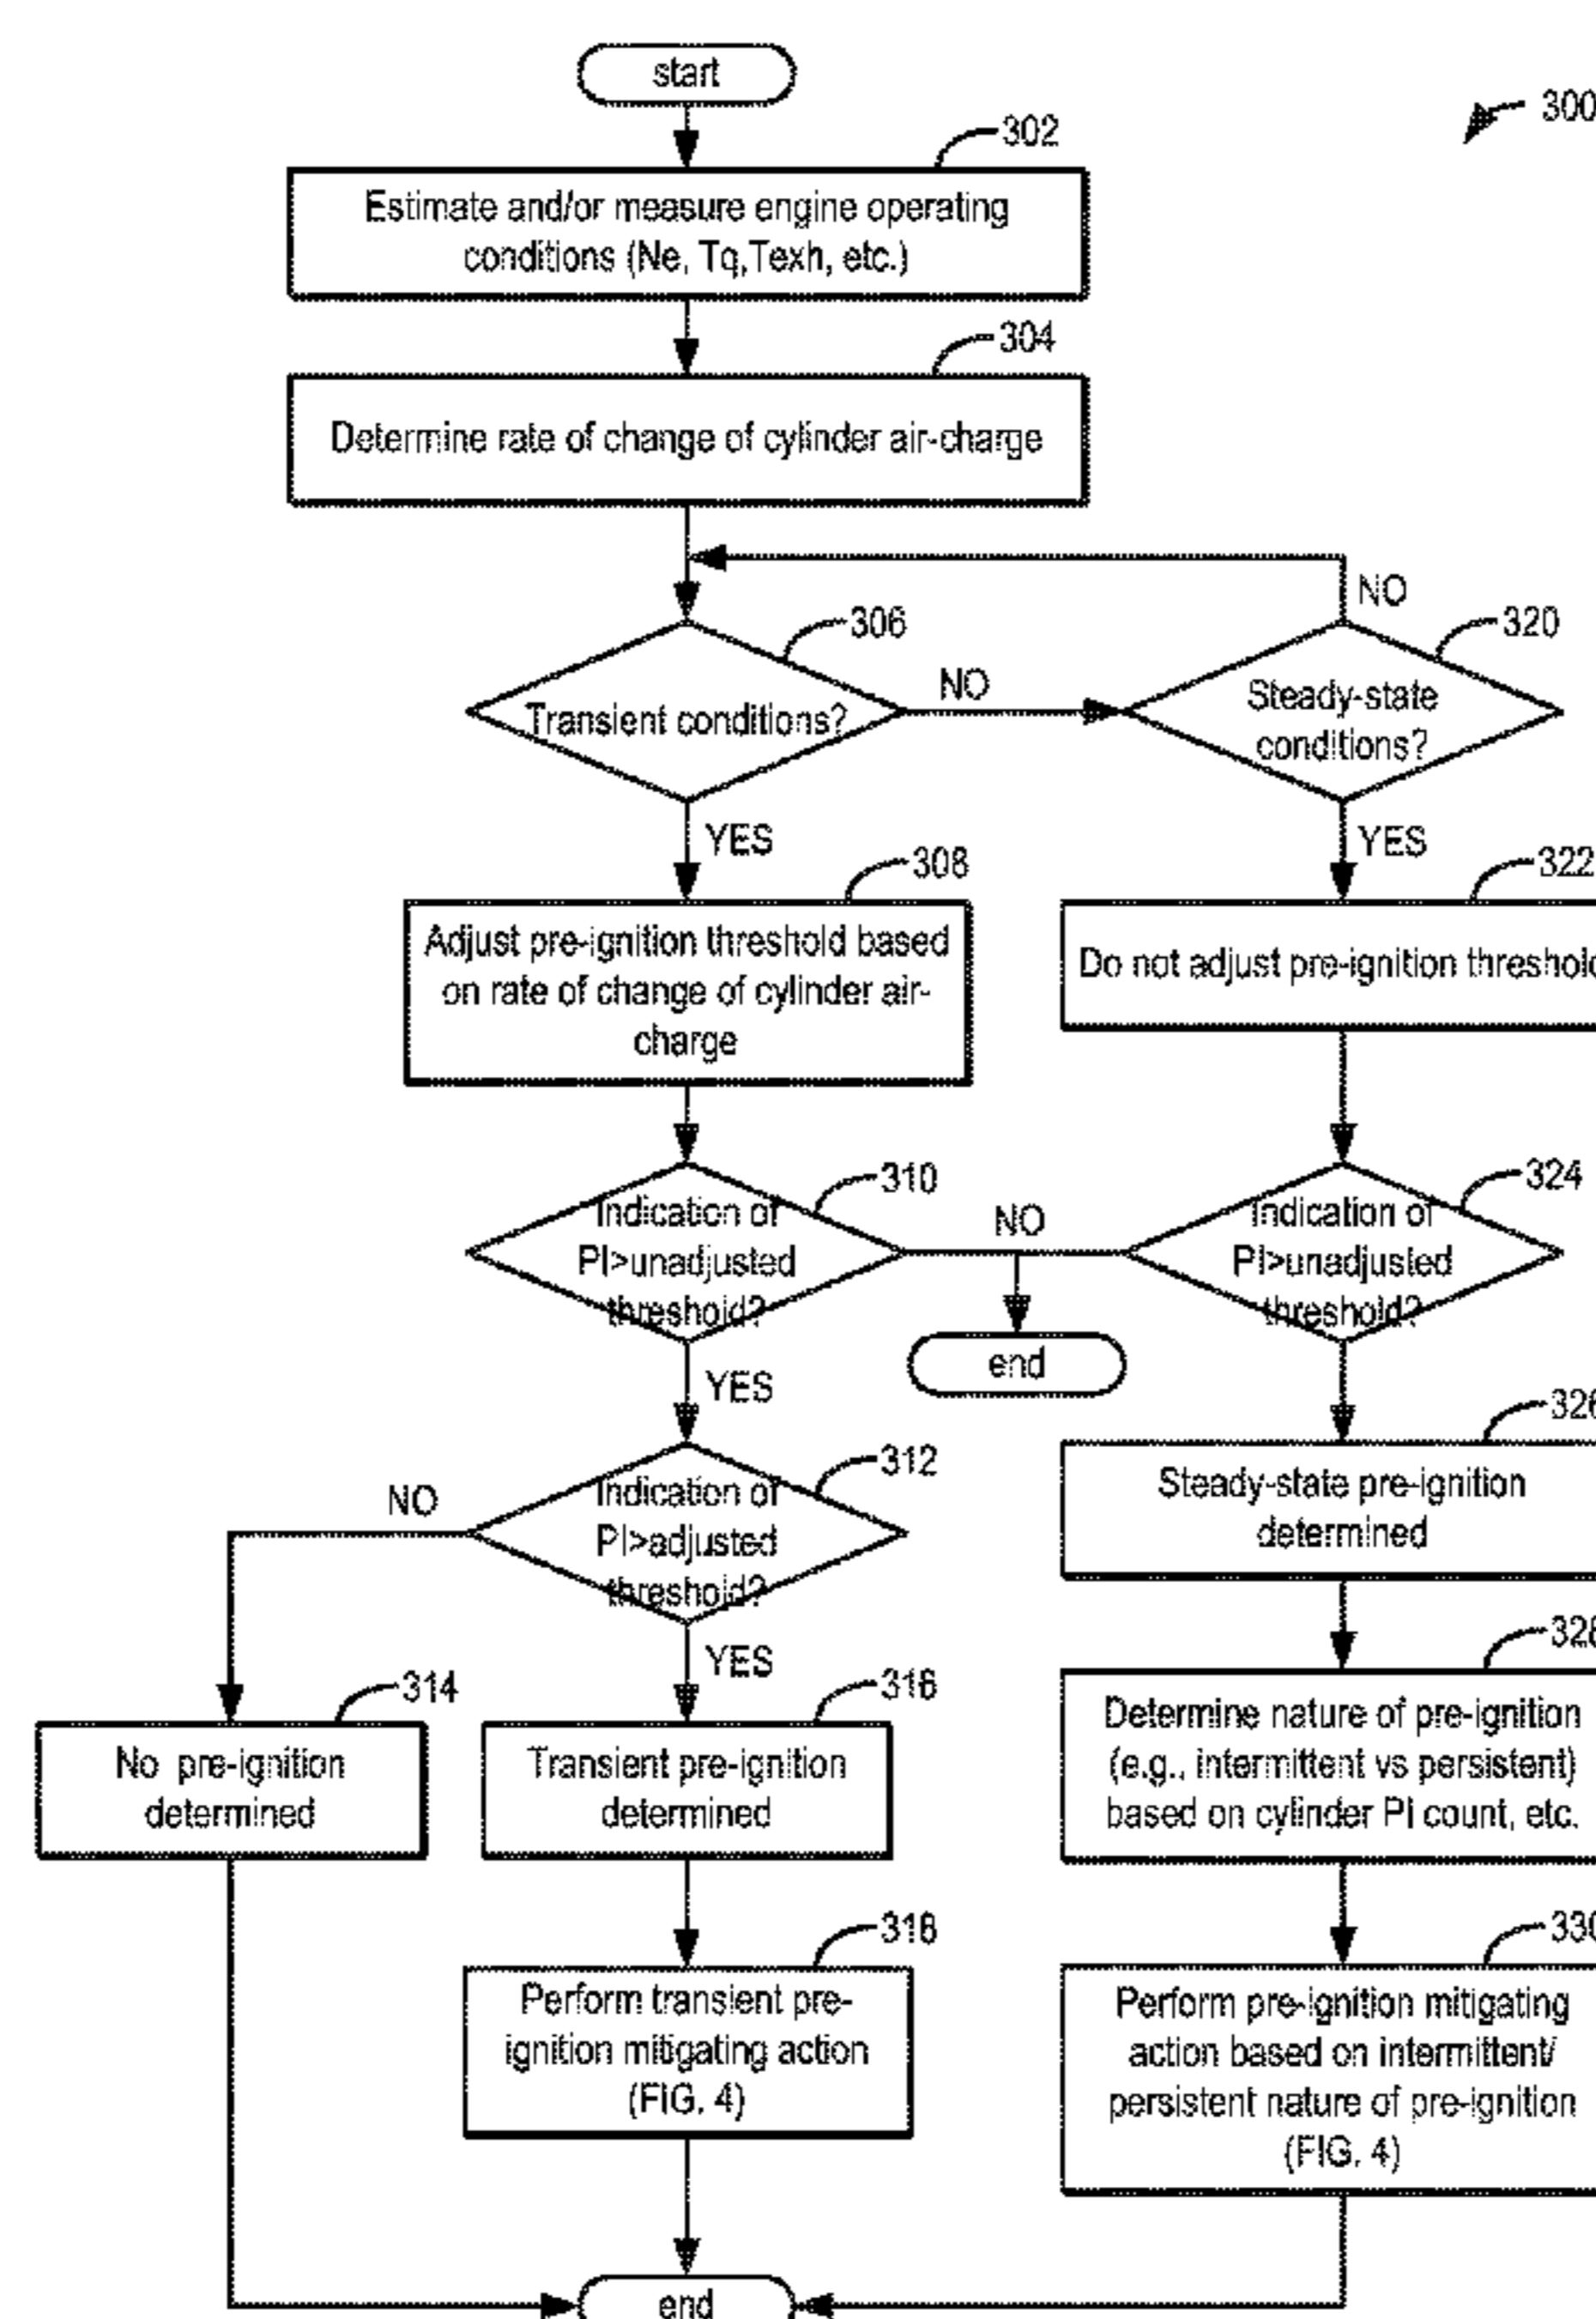 start
300
302
Estimate and/or measure engine operating
conditions (Ne, Tq,Texh, etc.)
304
Determine rate of change of cylinder air-charge
NO
306
320
NO
Transient conditions?
Steady-state
conditions?
YES
YES
308
322
Adjust pre-ignition threshold based
on rate of change of cylinder air-
charge
Do not adjust pre-ignition threshold
310
324
Indication of
PI>unadjusted
threshold?
NO
Indication of
PI>unadjusted
threshold?
end
YES
326
312
NO
Indication of
PI>adjusted
threshold?
Steady-state pre-ignition
determined
YES
328
314
316
No pre-ignition
determined
Transient pre-ignition
determined
Determine nature of pre-ignition
(e.g., intermittent vs persistent)
based on cylinder PI count, etc.
318
330
Perform transient pre-
ignition mitigating action
(FIG. 4)
Perform pre-ignition mitigating
action based on intermittent/
persistent nature of pre-ignition
(FIG. 4)
end